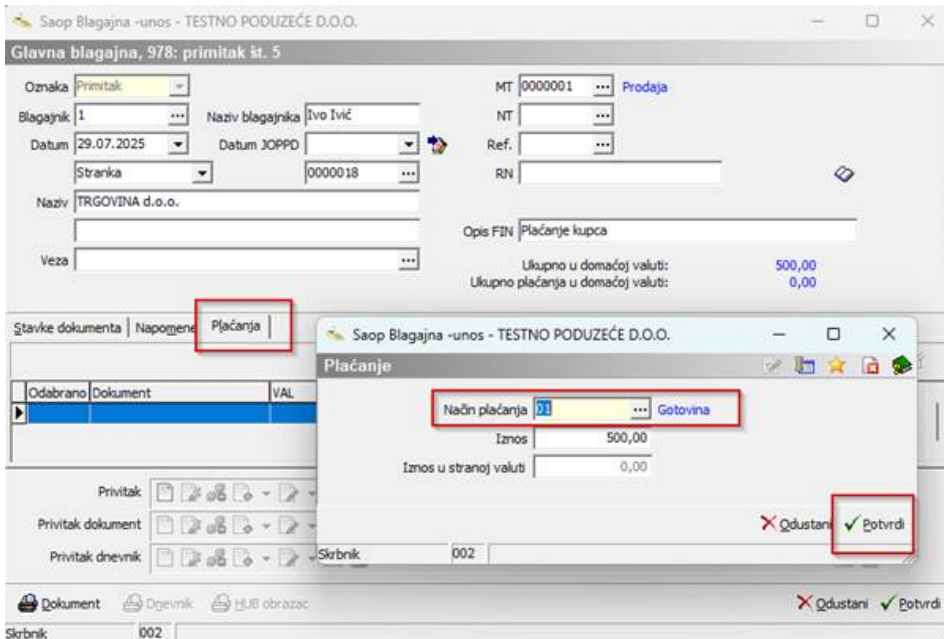 Saop Blagajna -unos - TESTNO PODUZEĆE D.O.O.
Glavna blagajna, 978: primitak št. 5
Oznaka Primitak
MT 0000001 ... Prodaja
Blagajnik 1 ... Naziv blagajnika Ivo Ivić
NT ...
Datum 29.07.2025 Datum JOPPD
Ref. ...
Stranka 0000018 ...
RN
Naziv TRGOVINA d.o.o.
Opis FIN Plaćanje kupca
Veza ...
Ukupno u domaćoj valuti: 500,00
Ukupno plaćanja u domaćoj valuti: 0,00
Stavke dokumenta Napomene Plaćanja
Odabrano Dokument VAL
Saop Blagajna -unos - TESTNO PODUZEĆE D.O.O.
Plaćanje
Način plaćanja 01 ... Gotovina
Iznos 500,00
Iznos u stranoj valuti 0,00
Odustani Potvrdi
Skrbnik 002
Privitak
Privitak dokument
Privitak dnevnik
Dokument Dnevnik HUB obrazac Odustani Potvrdi
Skrbnik 002